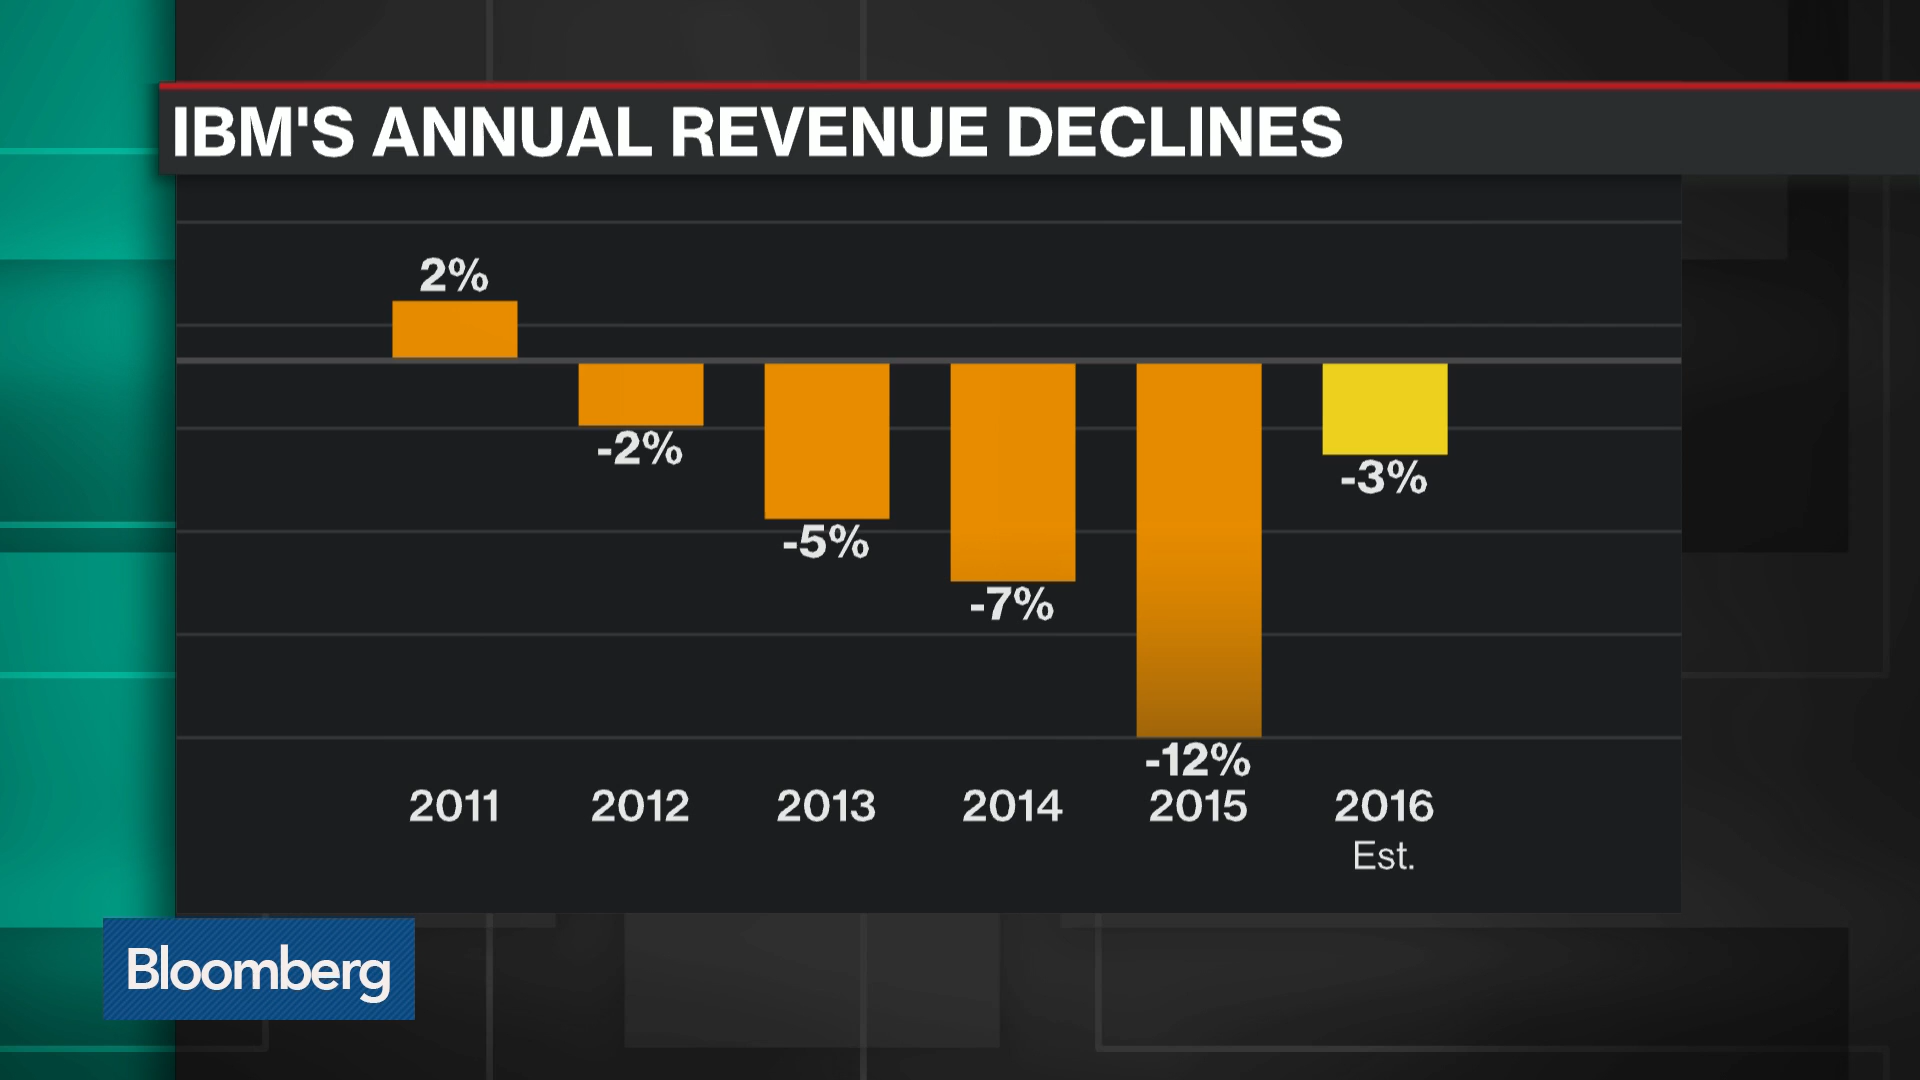 IBM'S ANNUAL REVENUE DECLINES
2%
-2%
-5%
-7%
-12%
-3%
2011 2012 2013 2014 2015 2016
Est.
Bloomberg